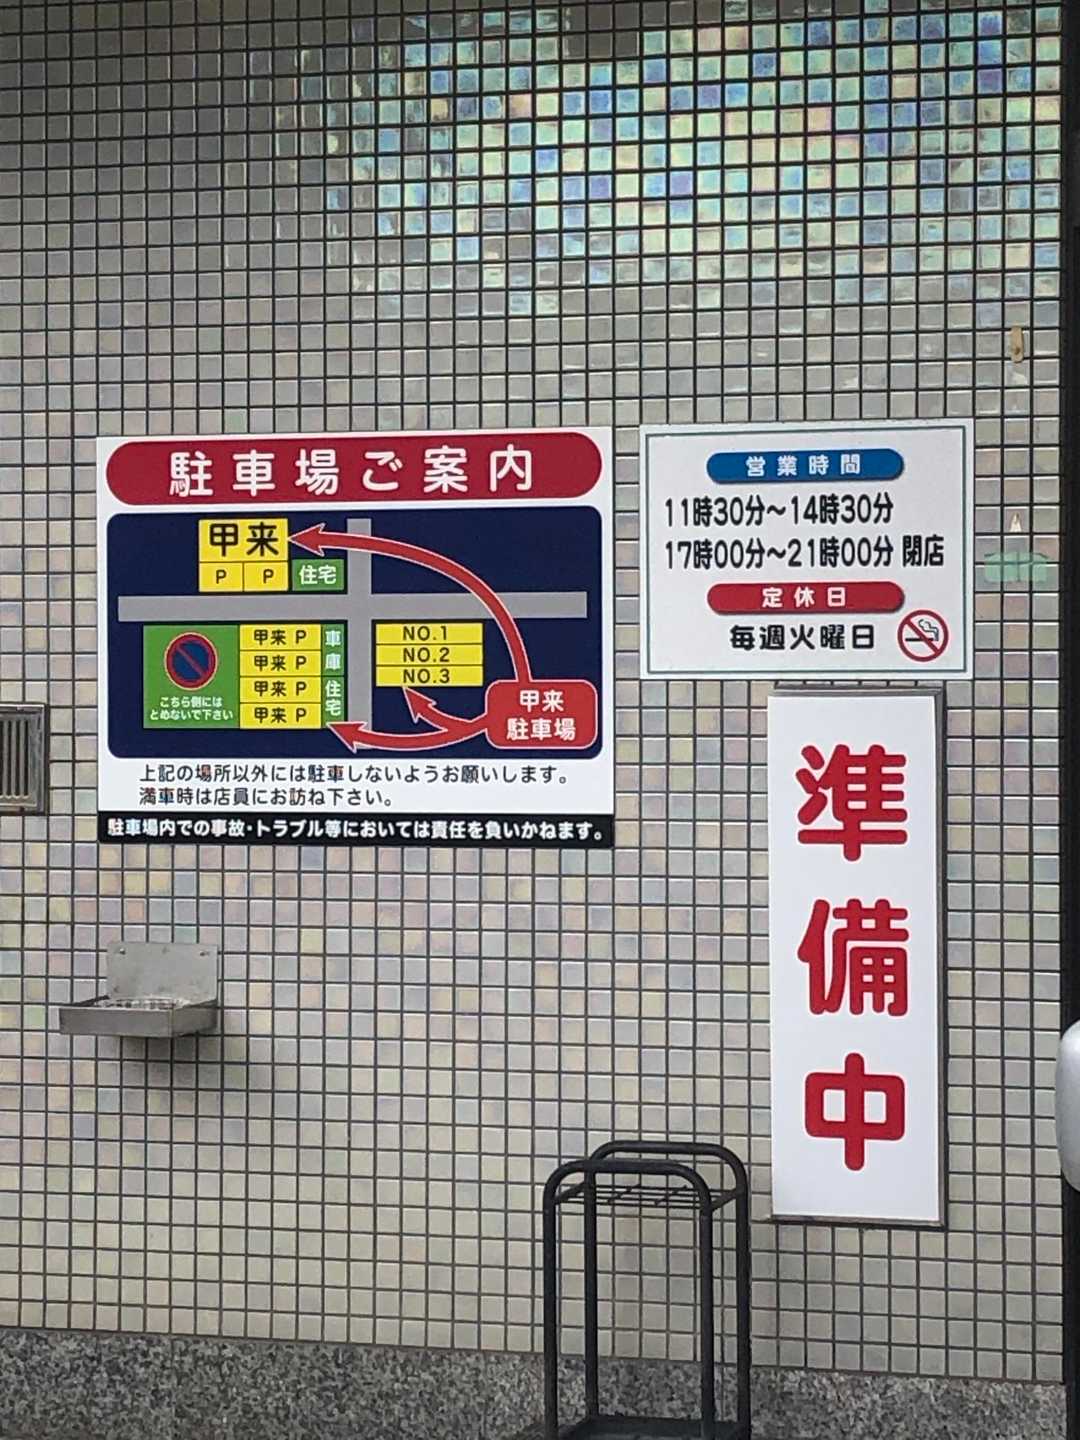 駐車場ご案内
甲来
P P 住宅
甲来 P
甲来 P
甲来 P
甲来 P
車庫
住宅
こちら側には
とめないで下さい
NO.1
NO.2
NO.3
甲来
駐車場
上記の場所以外には駐車しないようお願いします。
満車時は店員にお訪ね下さい。
駐車場内での事故・トラブル等においては責任を負いかねます。
営業時間
11時30分〜14時30分
17時00分〜21時00分 閉店
定休日
毎週火曜日
準備中